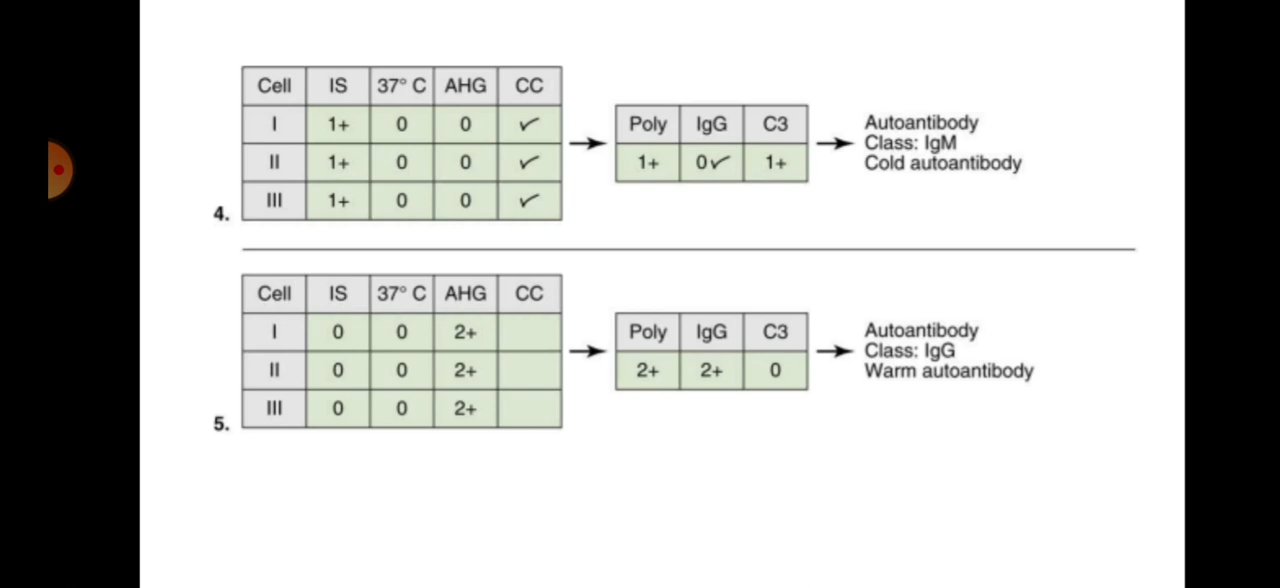 Cell IS 37° C AHG CC
I 1+ 0 0 ✓
II 1+ 0 0 ✓
III 1+ 0 0 ✓
Poly IgG C3
1+ 0✓ 1+
Autoantibody
Class: IgM
Cold autoantibody
4.
Cell IS 37° C AHG CC
I 0 0 2+
II 0 0 2+
III 0 0 2+
Poly IgG C3
2+ 2+ 0
Autoantibody
Class: IgG
Warm autoantibody
5.